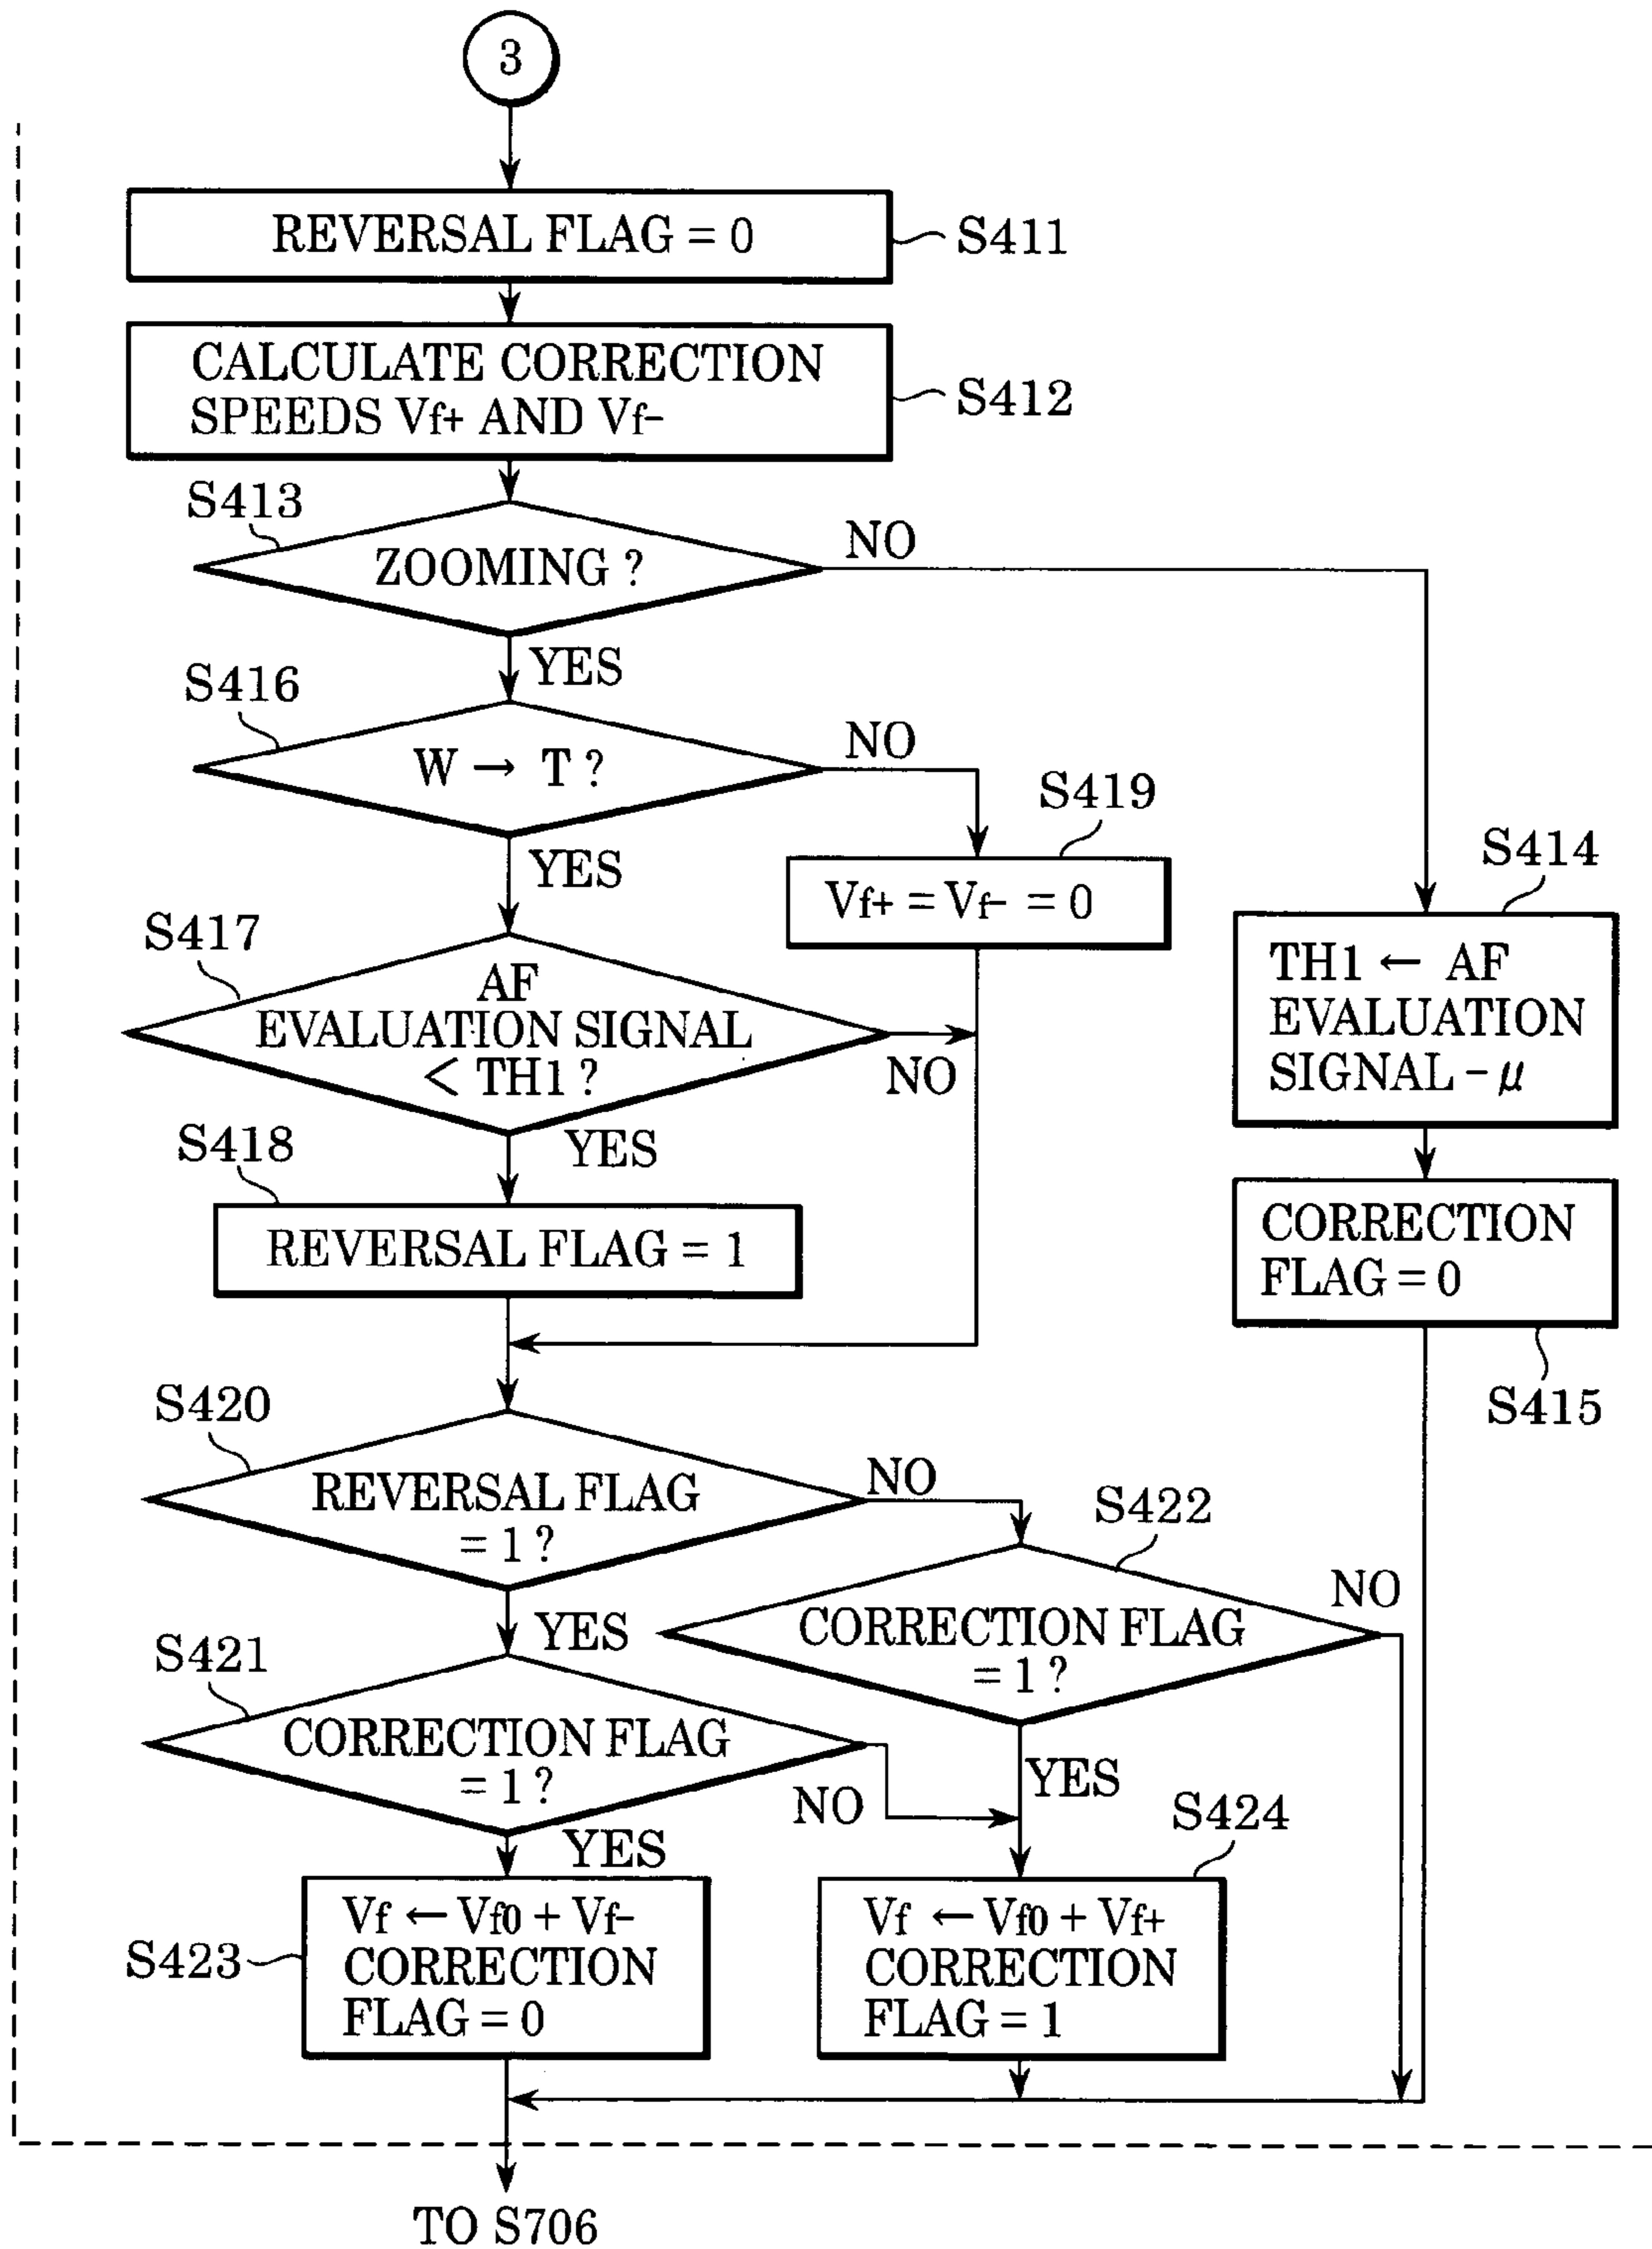 3
REVERSAL FLAG = 0
S411
CALCULATE CORRECTION
SPEEDS Vf+ AND Vf-
S412
S413
ZOOMING ?
NO
YES
S416
W → T ?
NO
YES
S419
Vf+ = Vf- = 0
S414
TH1 ← AF
EVALUATION
SIGNAL - μ
S417
AF
EVALUATION SIGNAL
< TH1 ?
NO
YES
S418
REVERSAL FLAG = 1
CORRECTION
FLAG = 0
S415
S420
REVERSAL FLAG
= 1 ?
NO
YES
S422
CORRECTION FLAG
= 1 ?
NO
YES
S421
CORRECTION FLAG
= 1 ?
NO
YES
S423
Vf ← Vf0 + Vf-
CORRECTION
FLAG = 0
S424
Vf ← Vf0 + Vf+
CORRECTION
FLAG = 1
TO S706